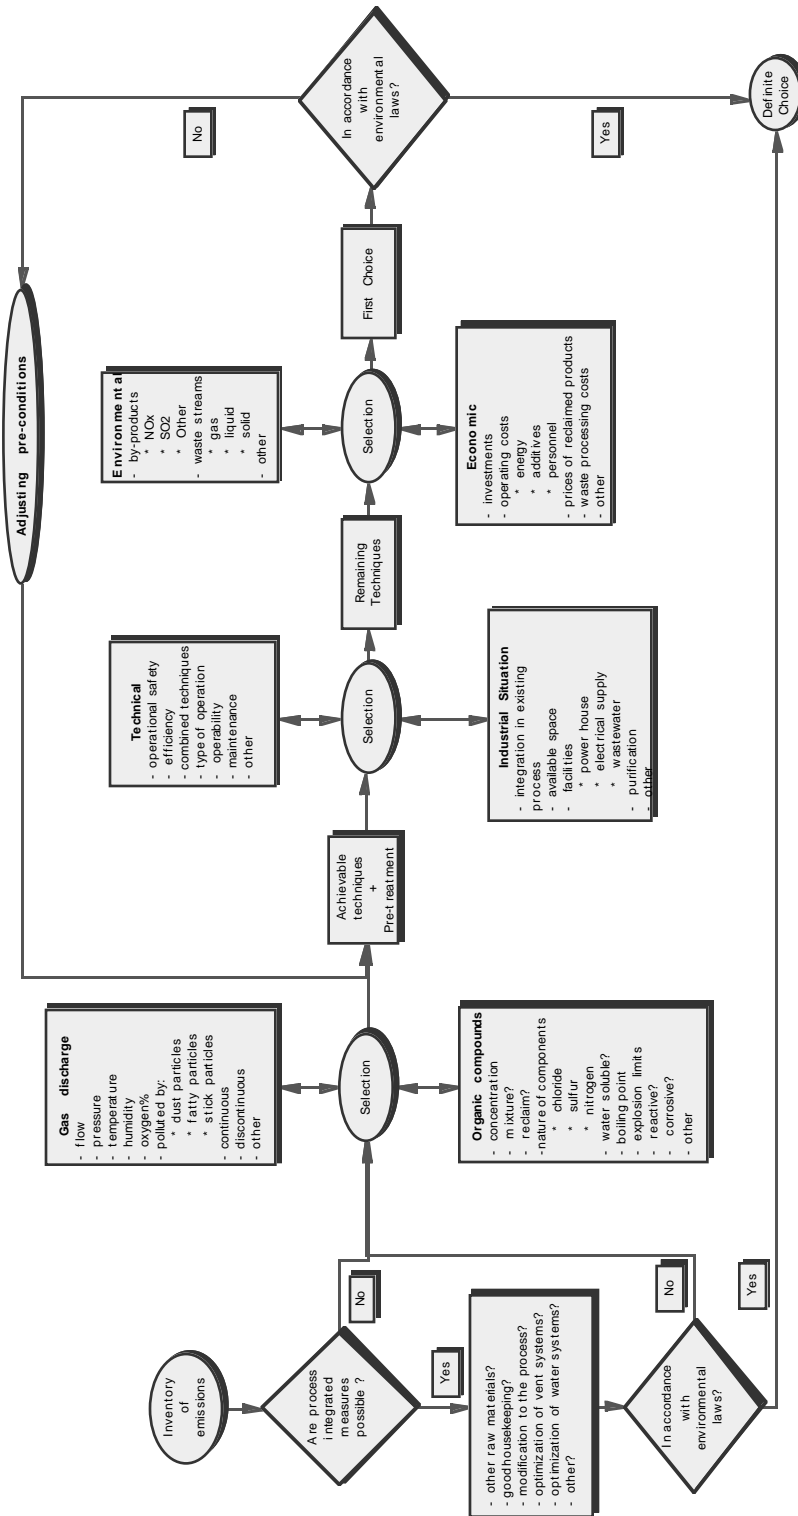 Inventory
of
emissions
Are process
integrated
measures
possible ?
No
Yes
- other raw materials?
- good housekeeping?
- modification to the process?
- optimization of vent systems?
- optimization of water systems?
- other?
In accordance
with
environmental
laws?
No
Yes
Gas discharge
- flow
- pressure
- temperature
- humidity
- oxygen%
- polluted by:
* dust particles
* fatty particles
* stick particles
- continuous
- discontinuous
- other
Selection
Organic compounds
- concentration
- mixture?
- reclaim?
- nature of components
* chloride
* sulfur
* nitrogen
- water soluble?
- boiling point
- explosion limits
- reactive?
- corrosive?
- other
Achievable
techniques
+
Pre-treatment
Technical
- operational safety
- efficiency
- combined techniques
- type of operation
- operability
- maintenance
- other
Selection
Industrial Situation
- integration in existing
process
- available space
- facilities
* power house
* electrical supply
* wastewater
- purification
- other
Remaining
Techniques
Environmental
- by-products
* NOx
* SO2
* Other
- waste streams
* gas
* liquid
* solid
- other
Selection
Economic
- investments
- operating costs
* energy
* additives
* personnel
- prices of reclaimed products
- waste processing costs
- other
First Choice
Adjusting pre-conditions
In accordance
with
environmental
laws?
No
Yes
Definite
Choice